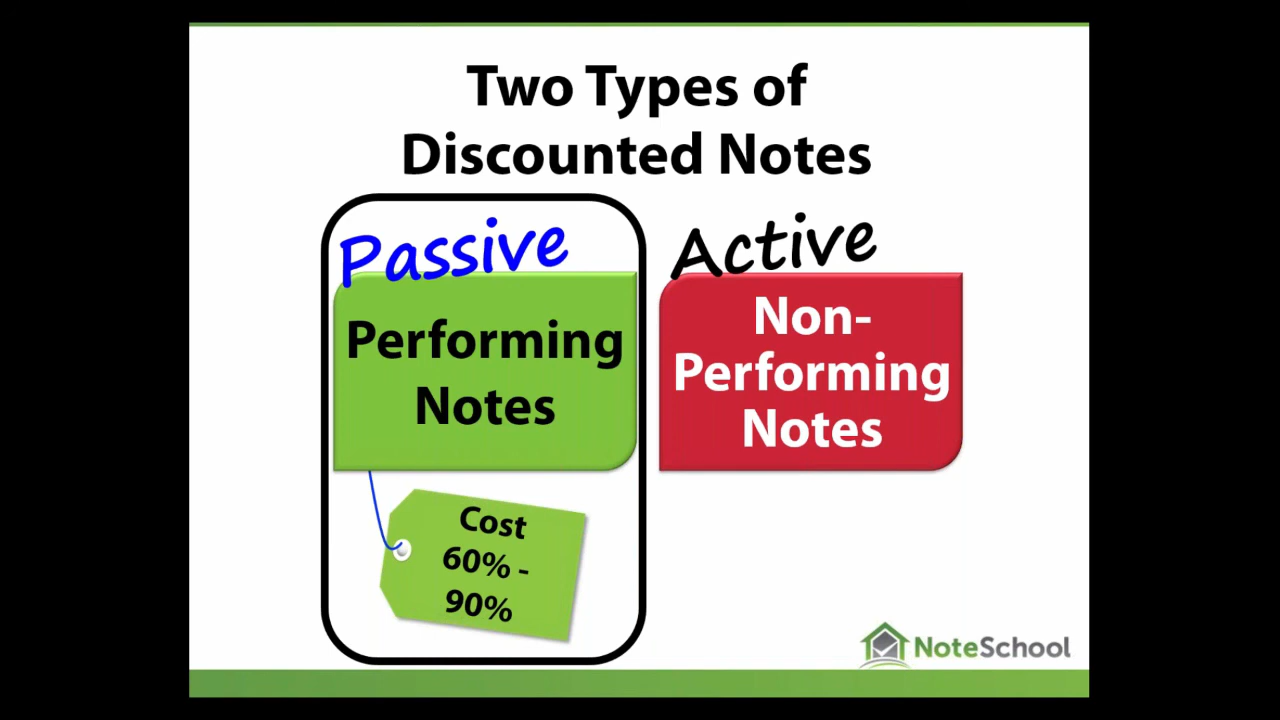 Two Types of
Discounted Notes
Passive
Performing
Notes
Cost
60% -
90%
Active
Non-
Performing
Notes
NoteSchool